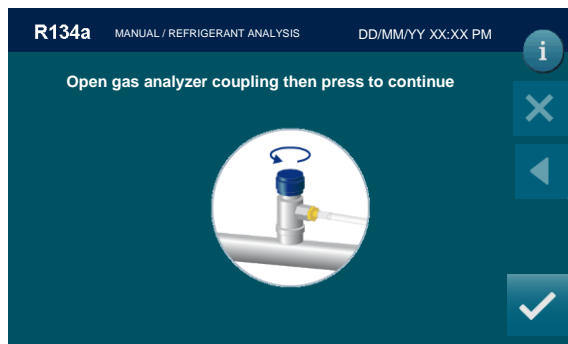 R134a MANUAL / REFRIGERANT ANALYSIS DD/MM/YY XX:XX PM
i
Open gas analyzer coupling then press to continue